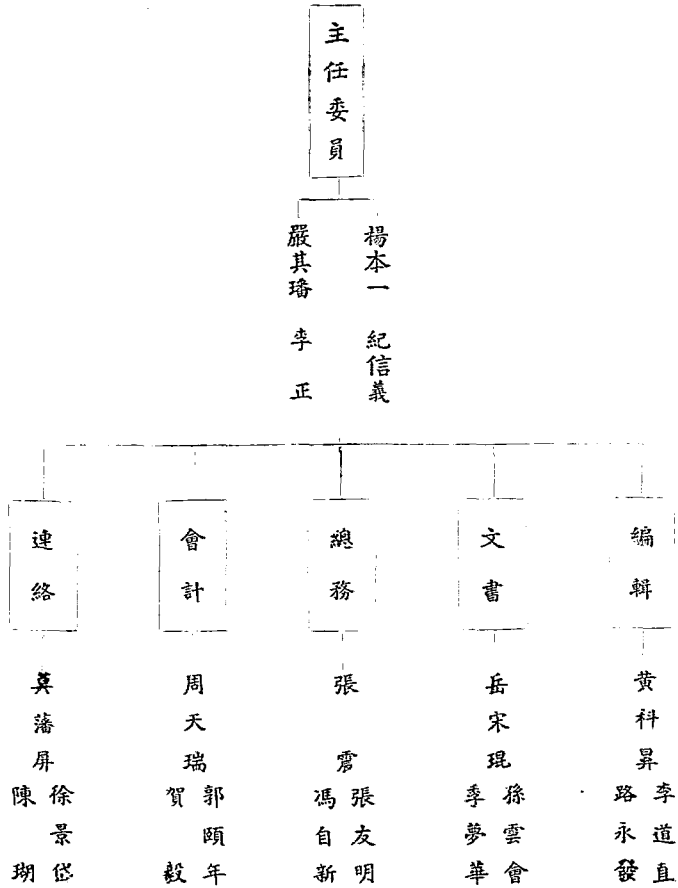 主任委員
楊本一 紀信義
嚴其璠 李正
編輯
黃科昇
李道直
路永發
文書
岳宋琨
孫雲會
季夢華
總務
張震
張友明
馮自新
會計
周天瑞
郭頤年
賀毅
連絡
莫藩屏
徐景岱
陳瑚